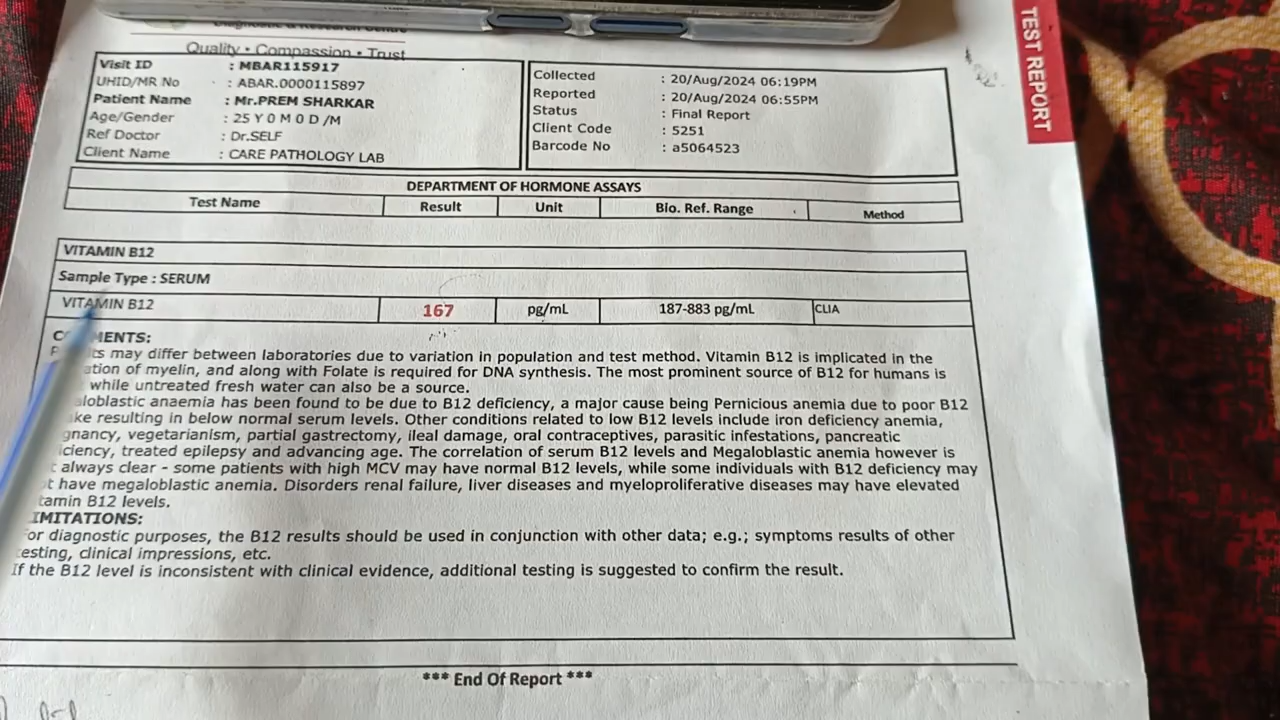 Quality • Compassion • Trust
TEST REPORT
Visit ID : MBAR115917
UHID/MR No : ABAR.0000115897
Patient Name : Mr.PREM SHARKAR
Age/Gender : 25 Y 0 M 0 D /M
Ref Doctor : Dr.SELF
Client Name : CARE PATHOLOGY LAB
Collected : 20/Aug/2024 06:19PM
Reported : 20/Aug/2024 06:55PM
Status : Final Report
Client Code : 5251
Barcode No : a5064523
DEPARTMENT OF HORMONE ASSAYS
Test Name Result Unit Bio. Ref. Range Method
VITAMIN B12
Sample Type : SERUM
VITAMIN B12 167 pg/mL 187-883 pg/mL CLIA
may differ between laboratories due to variation in population and test method. Vitamin B12 is implicated in the
of myelin, and along with Folate is required for DNA synthesis. The most prominent source of B12 for humans is
while untreated fresh water can also be a source.
anaemia has been found to be due to B12 deficiency, a major cause being Pernicious anemia due to poor B12
resulting in below normal serum levels. Other conditions related to low B12 levels include iron deficiency anemia,
vegetarianism, partial gastrectomy, ileal damage, oral contraceptives, parasitic infestations, pancreatic
treated epilepsy and advancing age. The correlation of serum B12 levels and Megaloblastic anaemia however is
always clear - some patients with high MCV may have normal B12 levels, while some individuals with B12 deficiency may
have megaloblastic anemia. Disorders renal failure, liver diseases and myeloproliferative diseases may have elevated
B12 levels.
IMITATIONS:
or diagnostic purposes, the B12 results should be used in conjunction with other data; e.g.; symptoms results of other
esting, clinical impressions, etc.
If the B12 level is inconsistent with clinical evidence, additional testing is suggested to confirm the result.
*** End Of Report ***